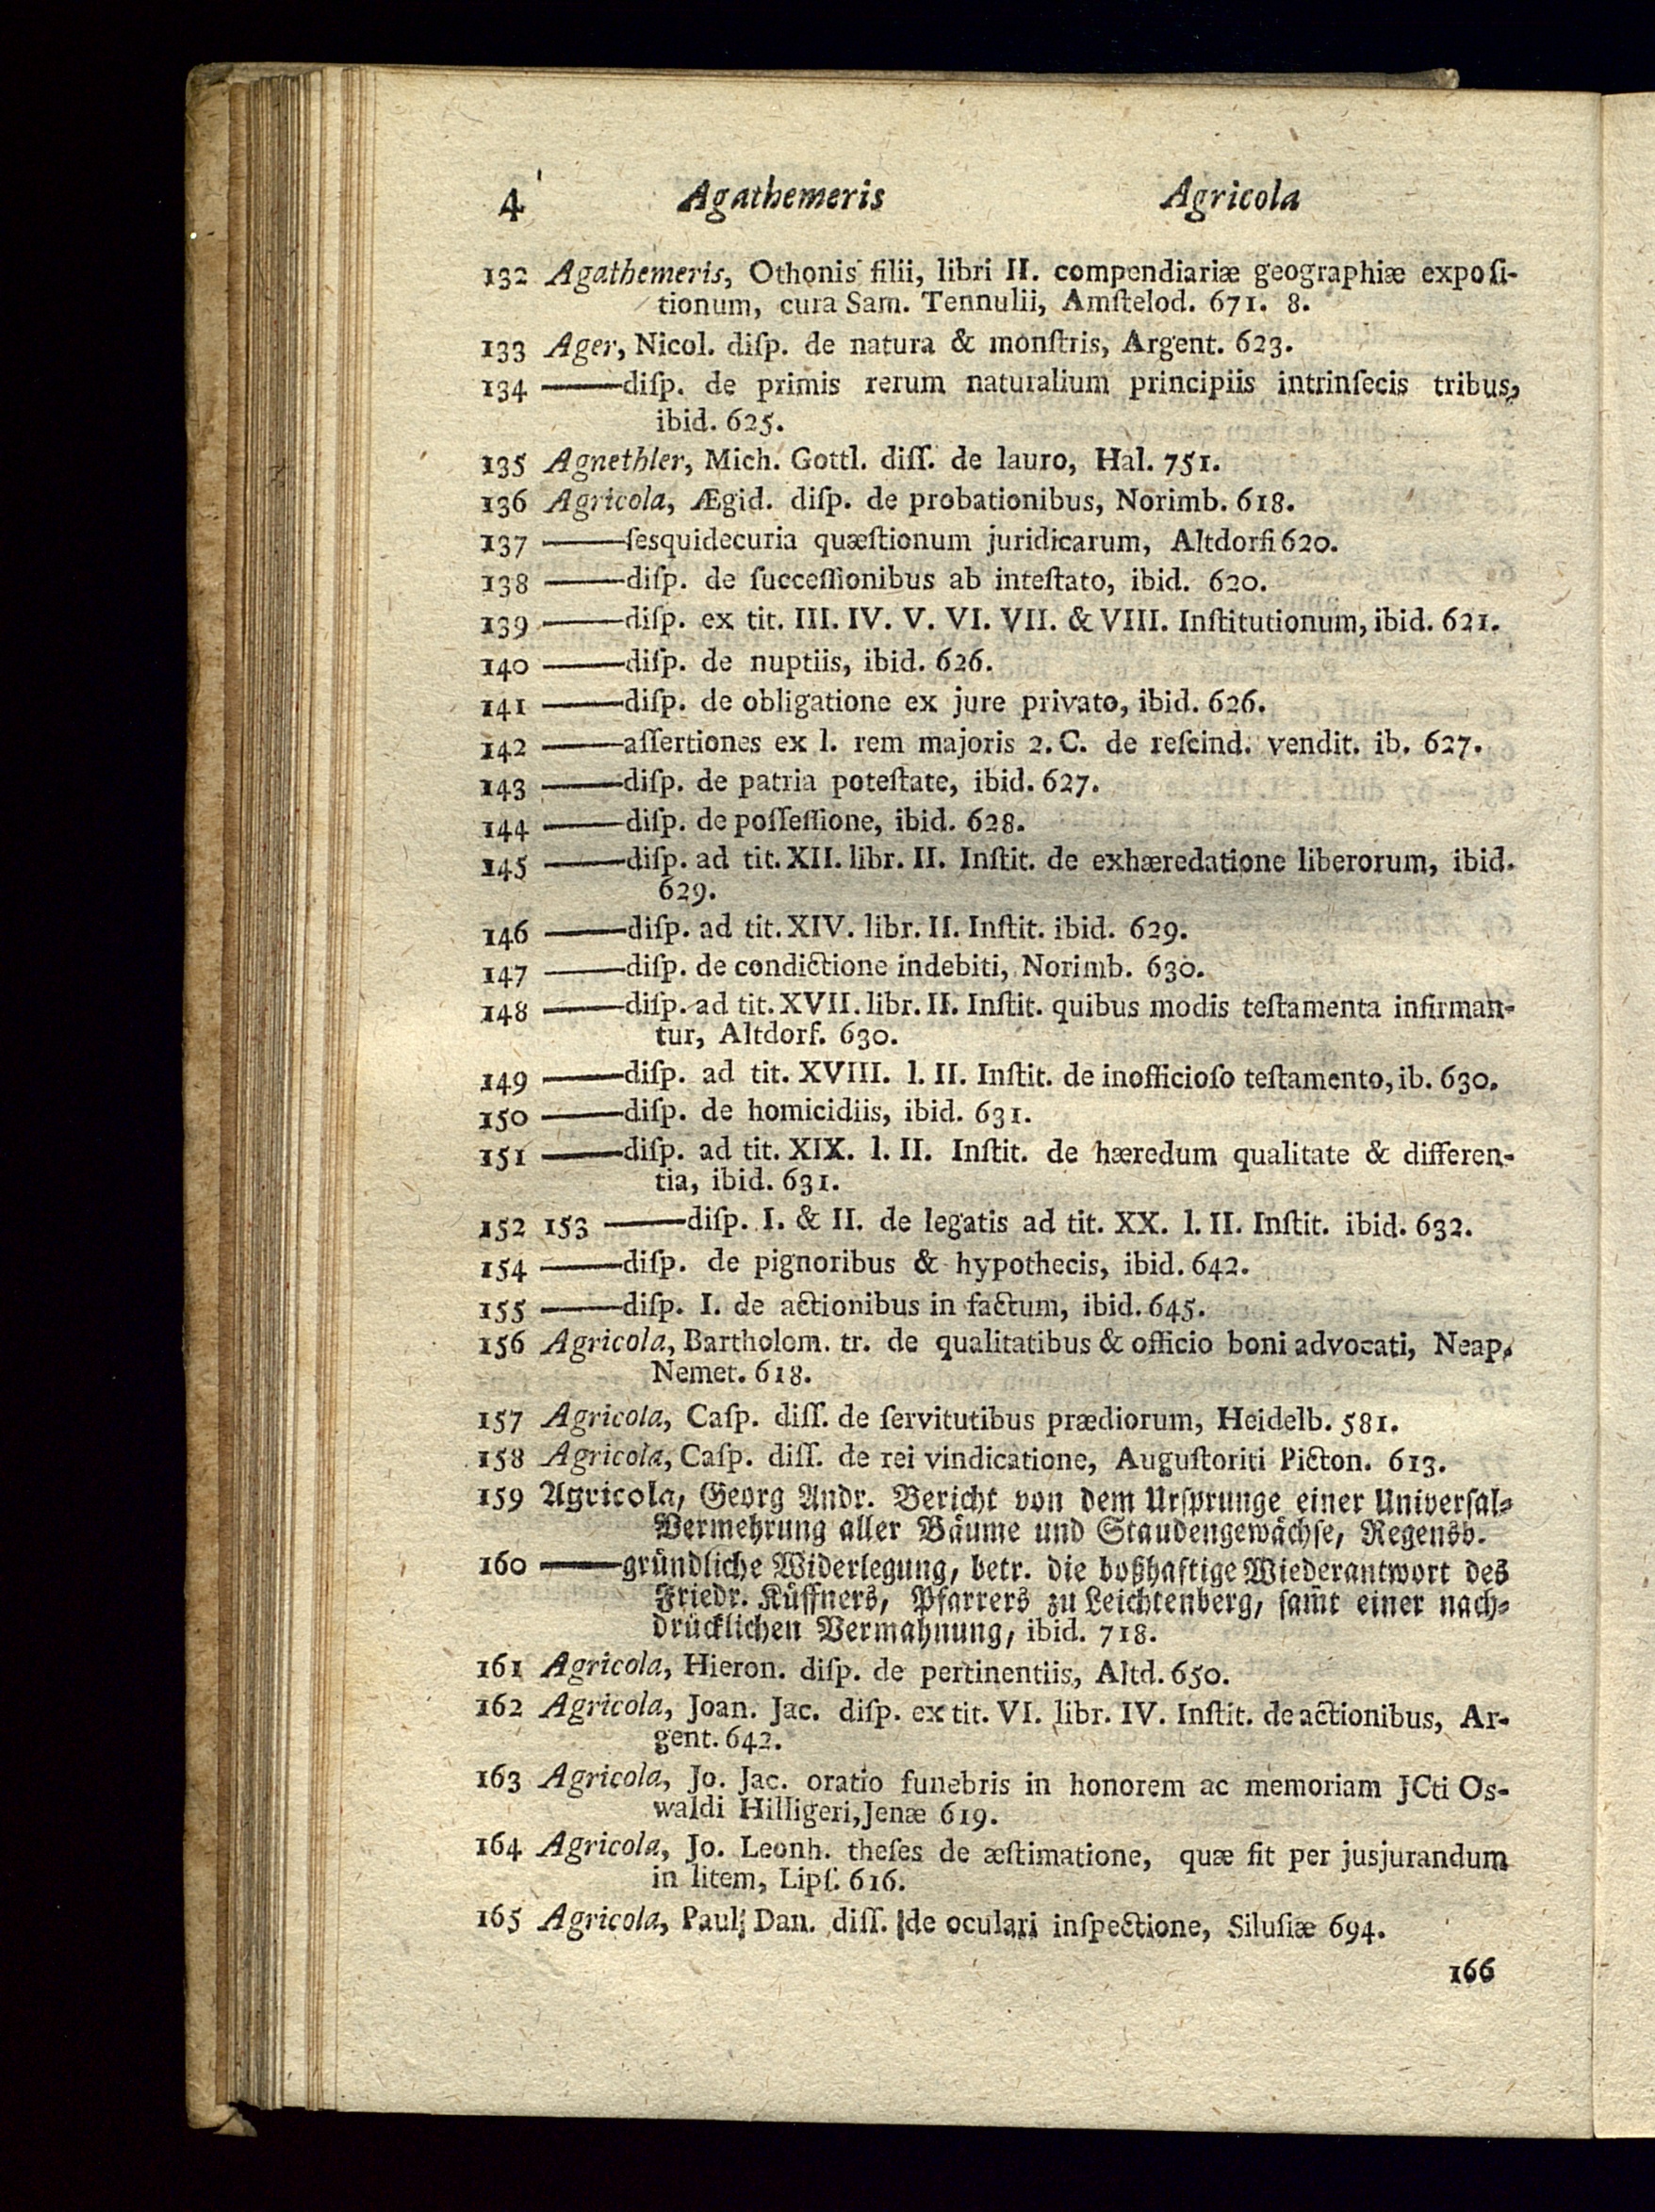 4 Agathemeris Agricola
132 Agathemeris, Othonis filii, libri II. compendiariæ geographiæ expoſi-
tionum, cura Sam. Tennulii, Amſtelod. 671. 8.
133 Ager, Nicol. diſp. de natura & monſtris, Argent. 623.
134 ——diſp. de primis rerum naturalium principiis intrinſecis tribus,
ibid. 625.
135 Agnethler, Mich. Gottl. diſſ. de lauro, Hal. 751.
136 Agricola, Ægid. diſp. de probationibus, Norimb. 618.
137 ——ſesquidecuria quæſtionum juridicarum, Altdorfi 620.
138 ——diſp. de ſucceſſionibus ab inteſtato, ibid. 620.
139 ——diſp. ex tit. III. IV. V. VI. VII. & VIII. Inſtitutionum, ibid. 621.
140 ——diſp. de nuptiis, ibid. 626.
141 ——diſp. de obligatione ex jure privato, ibid. 626.
142 ——aſſertiones ex l. rem majoris 2. C. de reſcind. vendit. ib. 627.
143 ——diſp. de patria poteſtate, ibid. 627.
144 ——diſp. de poſſeſſione, ibid. 628.
145 ——diſp. ad tit. XII. libr. II. Inſtit. de exhæredatione liberorum, ibid.
629.
146 ——diſp. ad tit. XIV. libr. II. Inſtit. ibid. 629.
147 ——diſp. de condictione indebiti, Norimb. 630.
148 ——diſp. ad tit. XVII. libr. II. Inſtit. quibus modis teſtamenta infirman-
tur, Altdorf. 630.
149 ——diſp. ad tit. XVIII. l. II. Inſtit. de inofficioſo teſtamento, ib. 630.
150 ——diſp. de homicidiis, ibid. 631.
151 ——diſp. ad tit. XIX. l. II. Inſtit. de hæredum qualitate & differen-
tia, ibid. 631.
152 153 ——diſp. I. & II. de legatis ad tit. XX. l. II. Inſtit. ibid. 632.
154 ——diſp. de pignoribus & hypothecis, ibid. 642.
155 ——diſp. I. de actionibus in factum, ibid. 645.
156 Agricola, Bartholom. tr. de qualitatibus & officio boni advocati, Neap.
Nemet. 618.
157 Agricola, Caſp. diſſ. de ſervitutibus prædiorum, Heidelb. 581.
158 Agricola, Caſp. diſſ. de rei vindicatione, Auguſtoriti Picton. 613.
159 Agricola, Georg Andr. Bericht von dem Urſprunge einer Univerſal-
Vermehrung aller Bäume und Staudengewächſe, Regensb.
160 ——gründliche Widerlegung, betr. die boßhaftige Wiederantwort des
Friedr. Küffners, Pfarrers zu Leichtenberg, ſam̃t einer nach-
drücklichen Vermahnung, ibid. 718.
161 Agricola, Hieron. diſp. de pertinentiis, Altd. 650.
162 Agricola, Joan. Jac. diſp. ex tit. VI. libr. IV. Inſtit. de actionibus, Ar-
gent. 642.
163 Agricola, Jo. Jac. oratio funebris in honorem ac memoriam JCti Os-
waldi Hilligeri, Jenæ 619.
164 Agricola, Jo. Leonh. theſes de æſtimatione, quæ fit per jusjurandum
in litem, Lipſ. 616.
165 Agricola, Paul. Dan. diſſ. de oculari inſpectione, Siluſiæ 694.
166